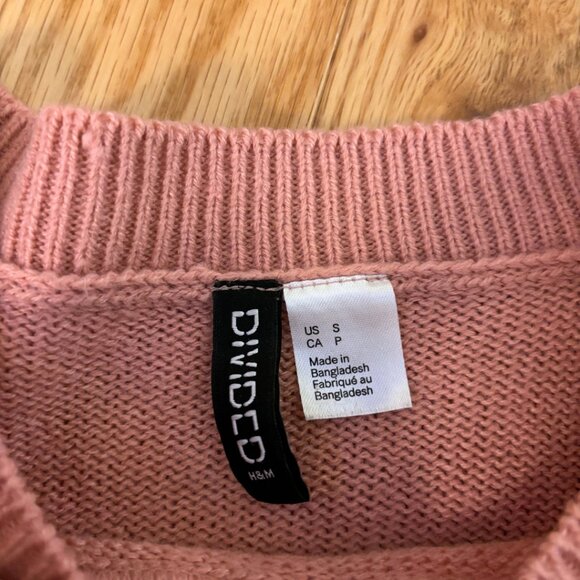 DIVIDED
H&M
US S
CA P
Made in
Bangladesh
Fabriqué au
Bangladesh